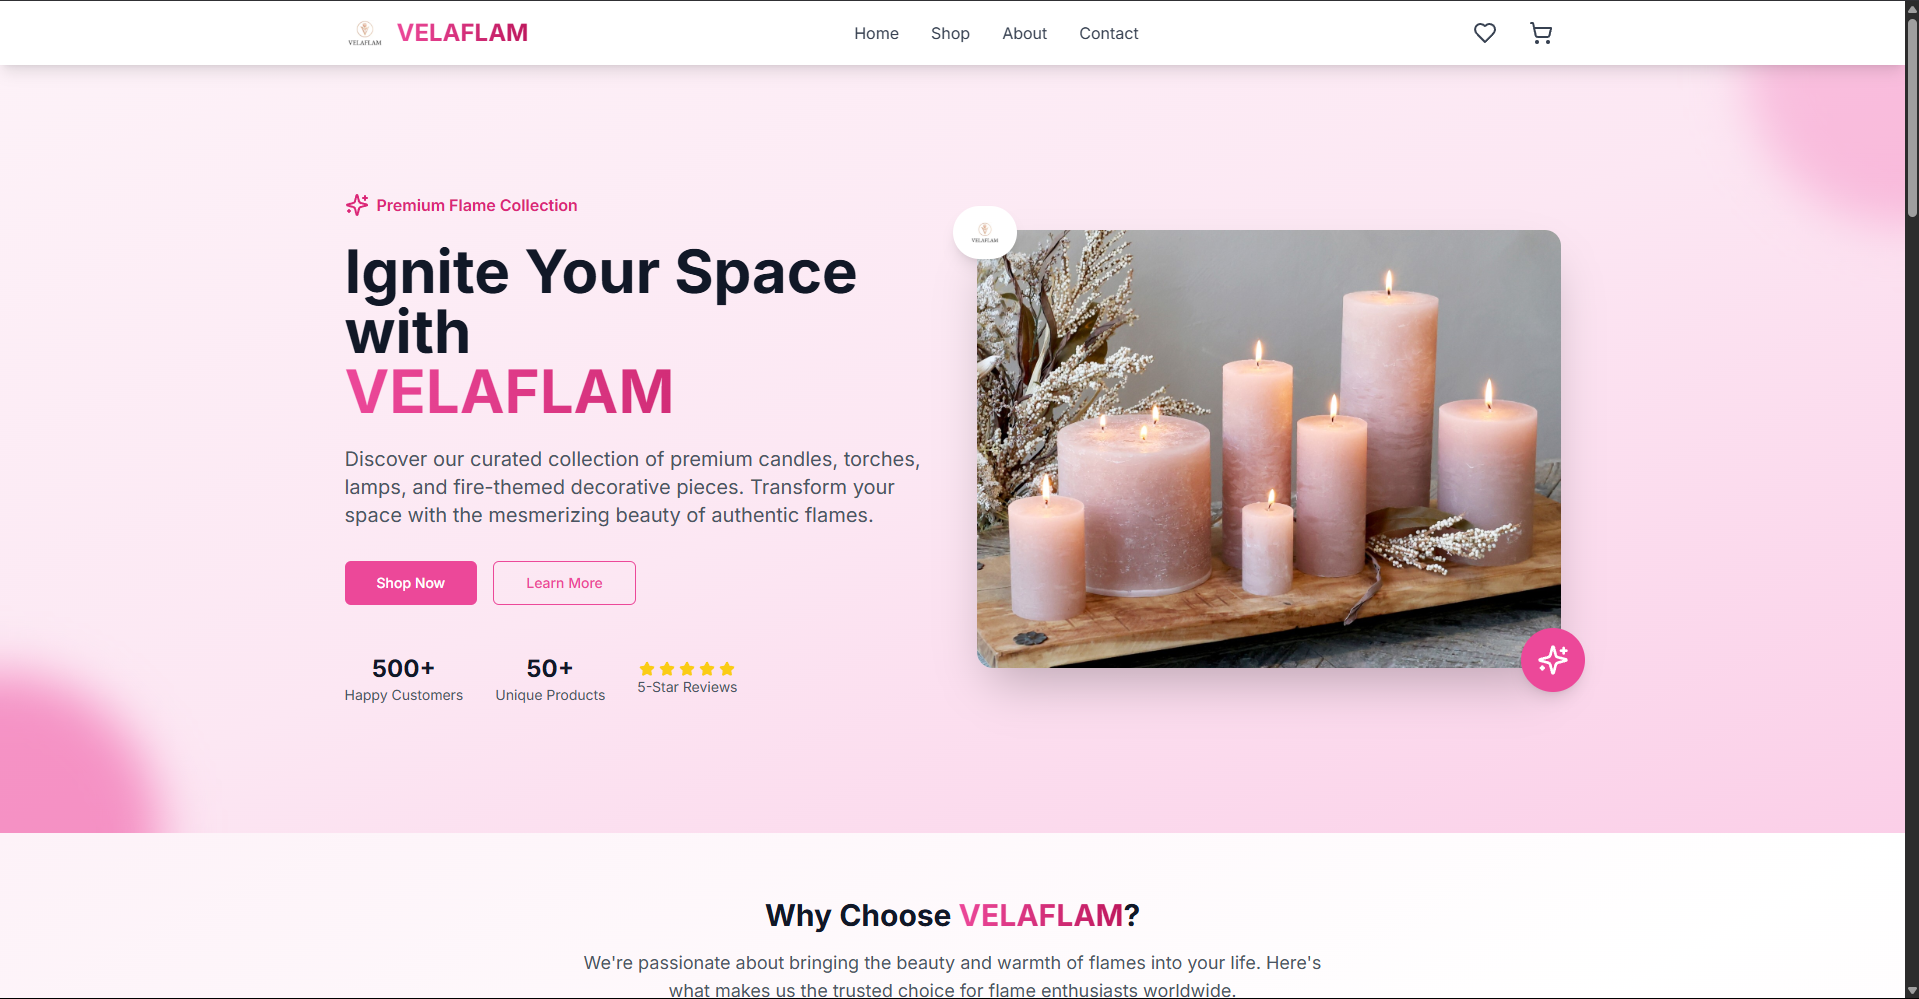 VELAFLAM
VELAFLAM
Home
Shop
About
Contact
Premium Flame Collection
Ignite Your Space
with
VELAFLAM
Discover our curated collection of premium candles, torches,
lamps, and fire-themed decorative pieces. Transform your
space with the mesmerizing beauty of authentic flames.
Shop Now
Learn More
500+
Happy Customers
50+
Unique Products
5-Star Reviews
VELAFLAM
Why Choose VELAFLAM?
We're passionate about bringing the beauty and warmth of flames into your life. Here's
what makes us the trusted choice for flame enthusiasts worldwide.